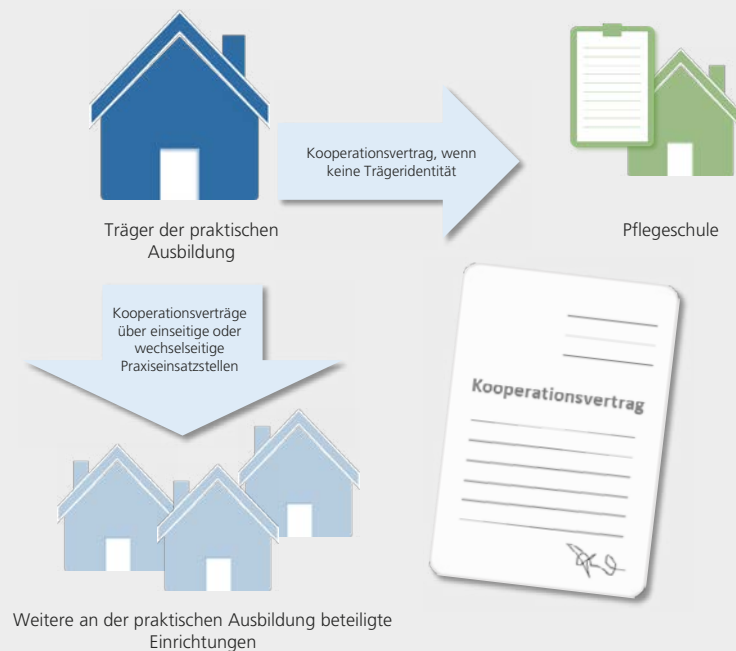 Kooperationsvertrag, wenn
keine Trägeridentität
Träger der praktischen
Ausbildung
Pflegeschule
Kooperationsverträge
über einseitige oder
wechselseitige
Praxiseinsatzstellen
Kooperationsvertrag
Weitere an der praktischen Ausbildung beteiligte
Einrichtungen